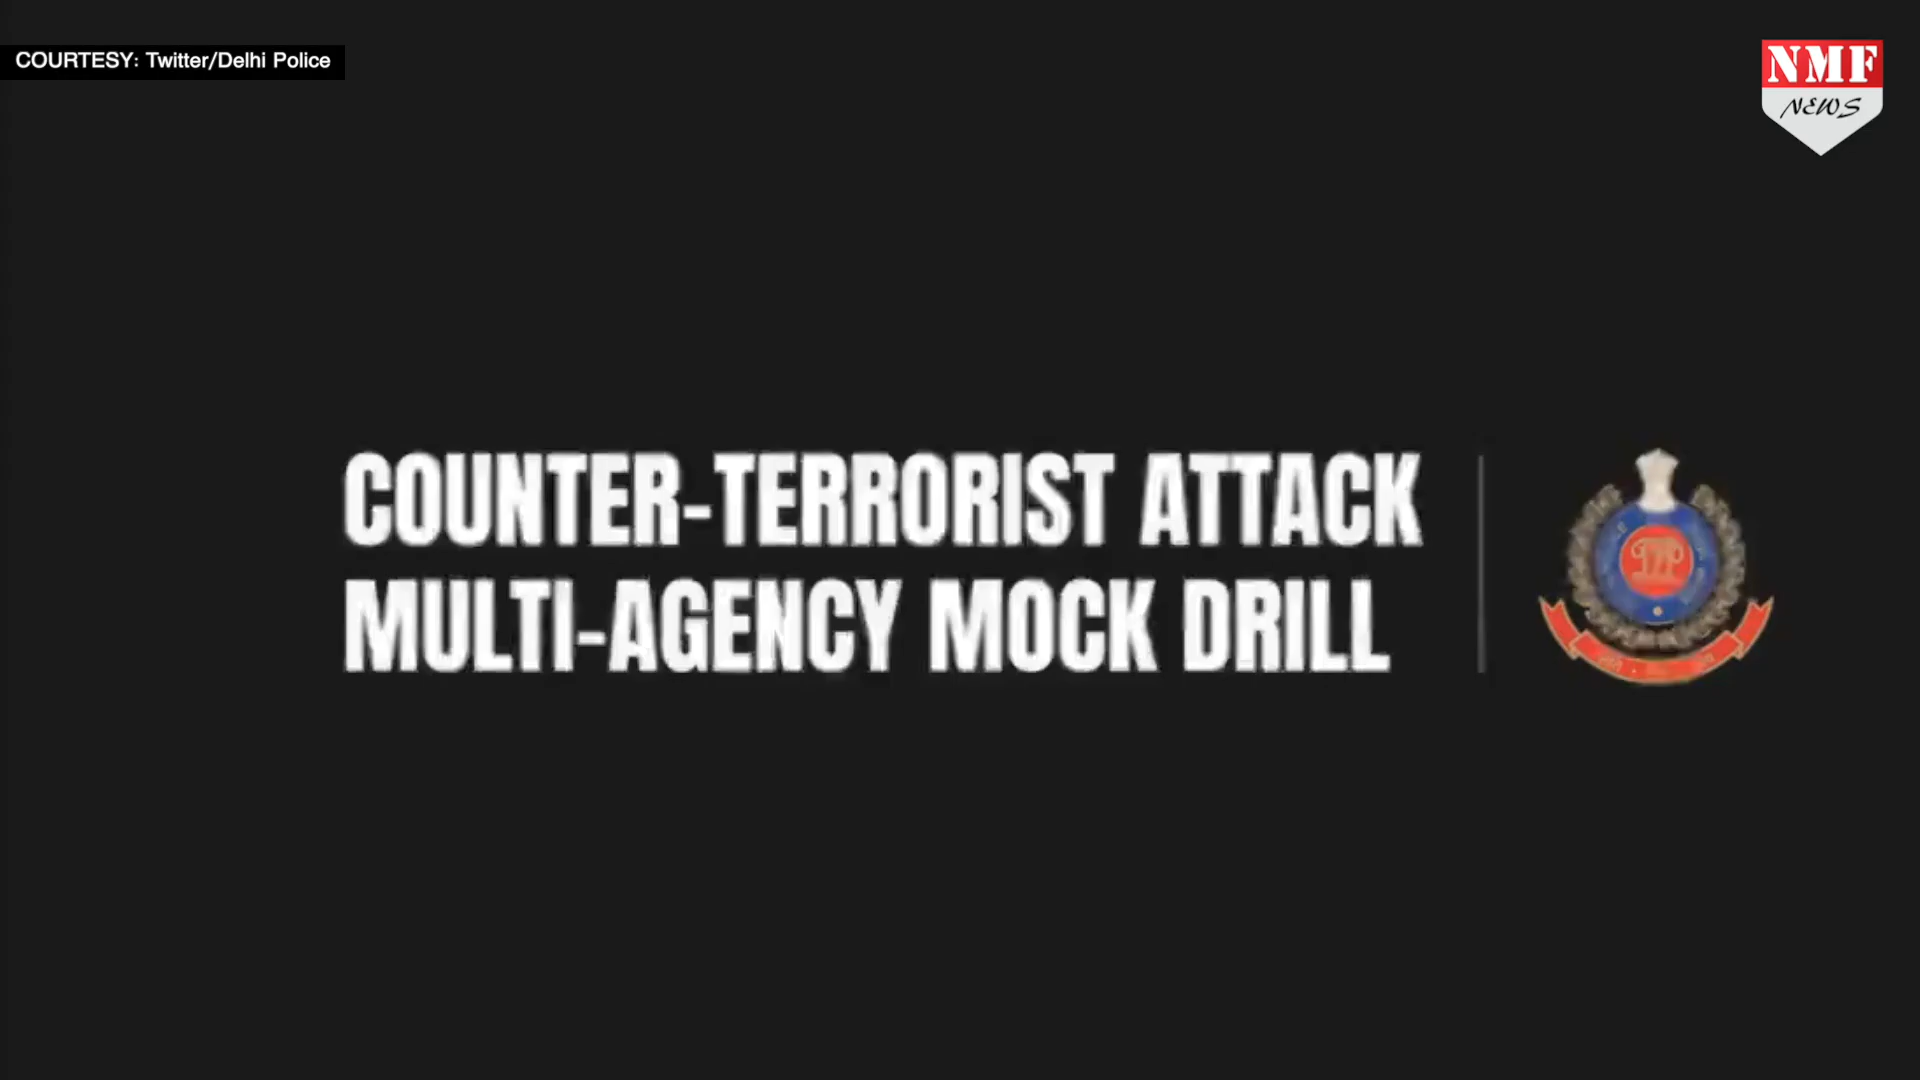 COURTESY: Twitter/Delhi Police
NMF
NEWS
COUNTER-TERRORIST ATTACK
MULTI-AGENCY MOCK DRILL